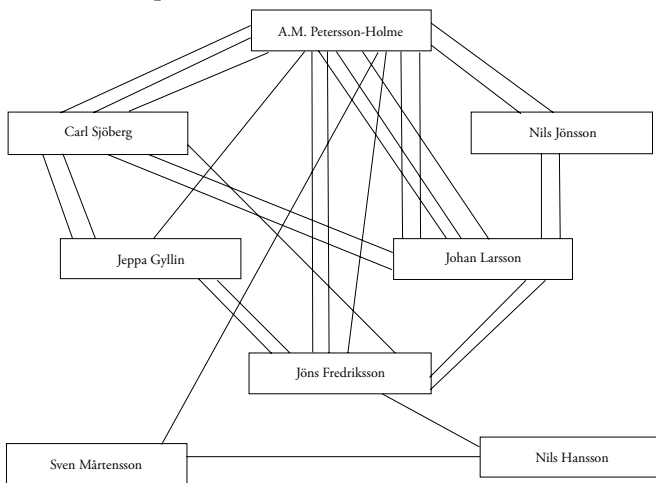 A.M. Petersson-Holme
Carl Sjöberg
Nils Jönsson
Jeppa Gyllin
Johan Larsson
Jöns Fredriksson
Sven Mårtensson
Nils Hansson